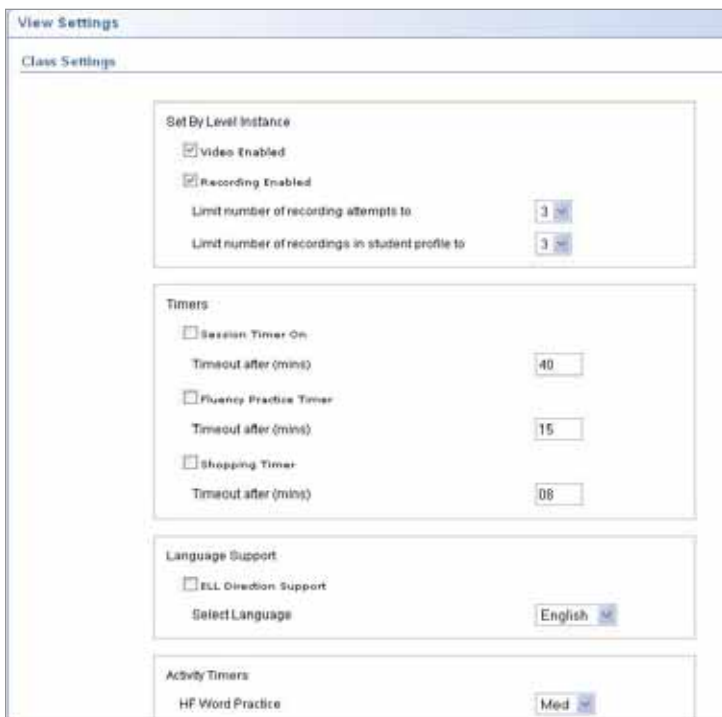 View Settings
Class Settings
Set By Level Instance
Video Enabled
Recording Enabled
Limit number of recording attempts to 3
Limit number of recordings in student profile to 3
Timers
Session Timer On
Timeout after (mins) 40
Fluency Practice Timer
Timeout after (mins) 15
Shopping Timer
Timeout after (mins) 08
Language Support
ELL Direction Support
Select Language English
Activity Timers
HF Word Practice Med